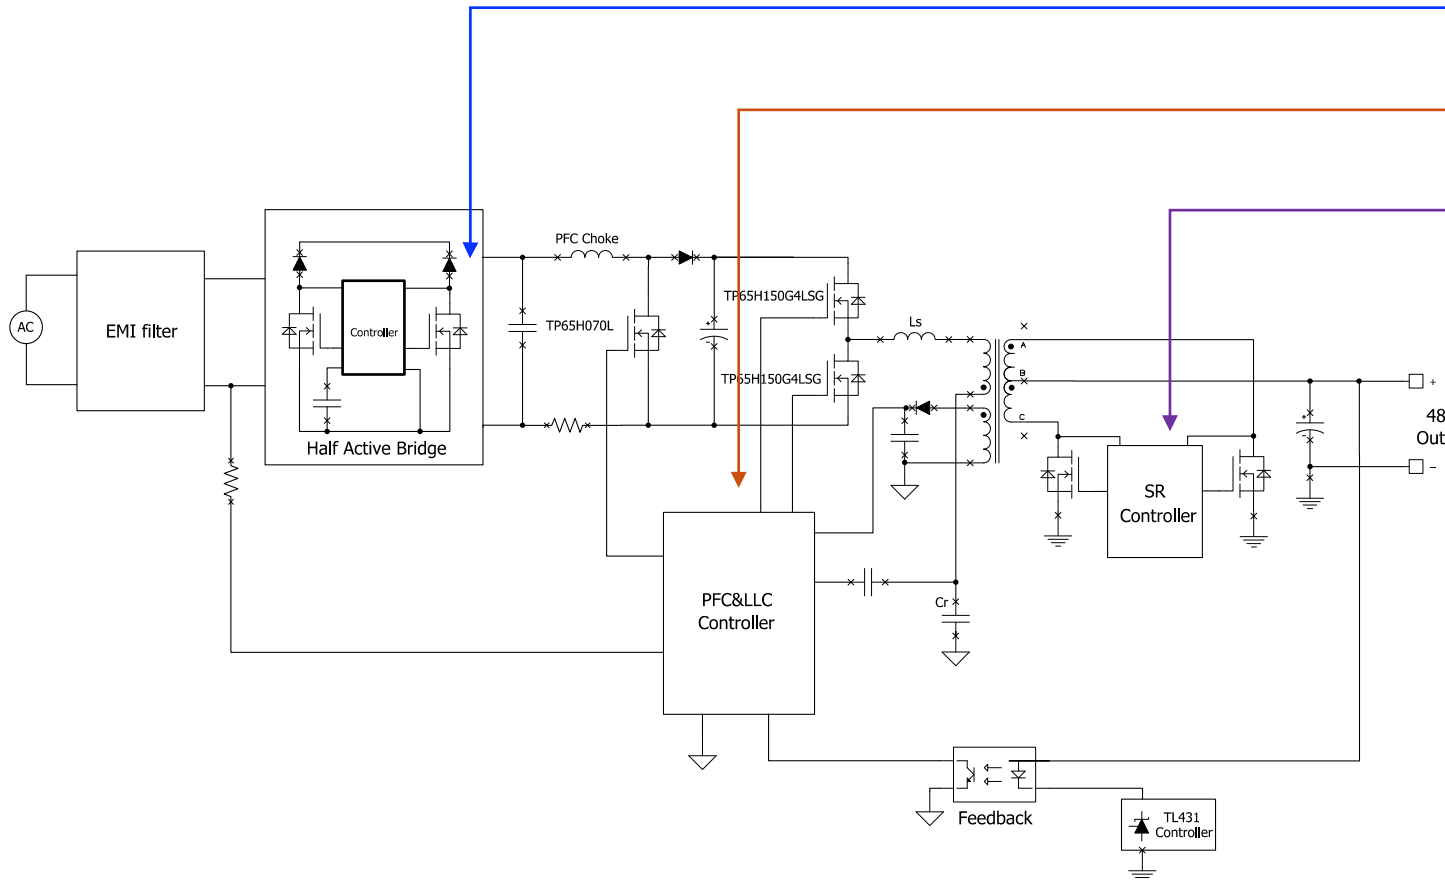 PFC Choke
TP65H150G4LSG
AC
EMI filter
Controller
TP65H070L
Ls
A
TP65H150G4LSG
B
+
C
48
Out
Half Active Bridge
-
SR
Controller
PFC&LLC
Controller
Cr
Feedback
TL431
Controller